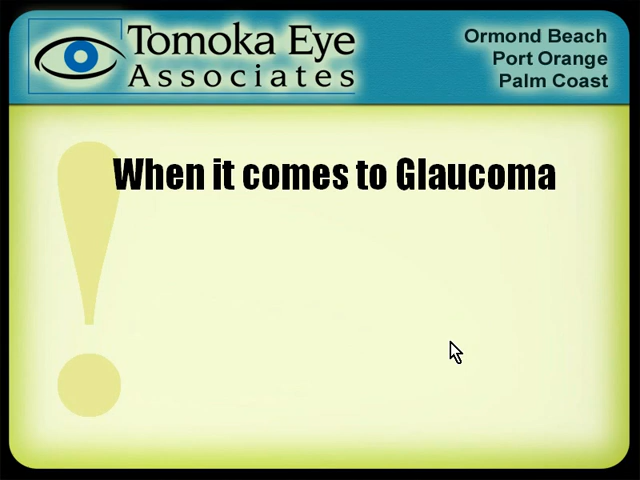 Tomoka Eye
Associates
Ormond Beach
Port Orange
Palm Coast
When it comes to Glaucoma
!